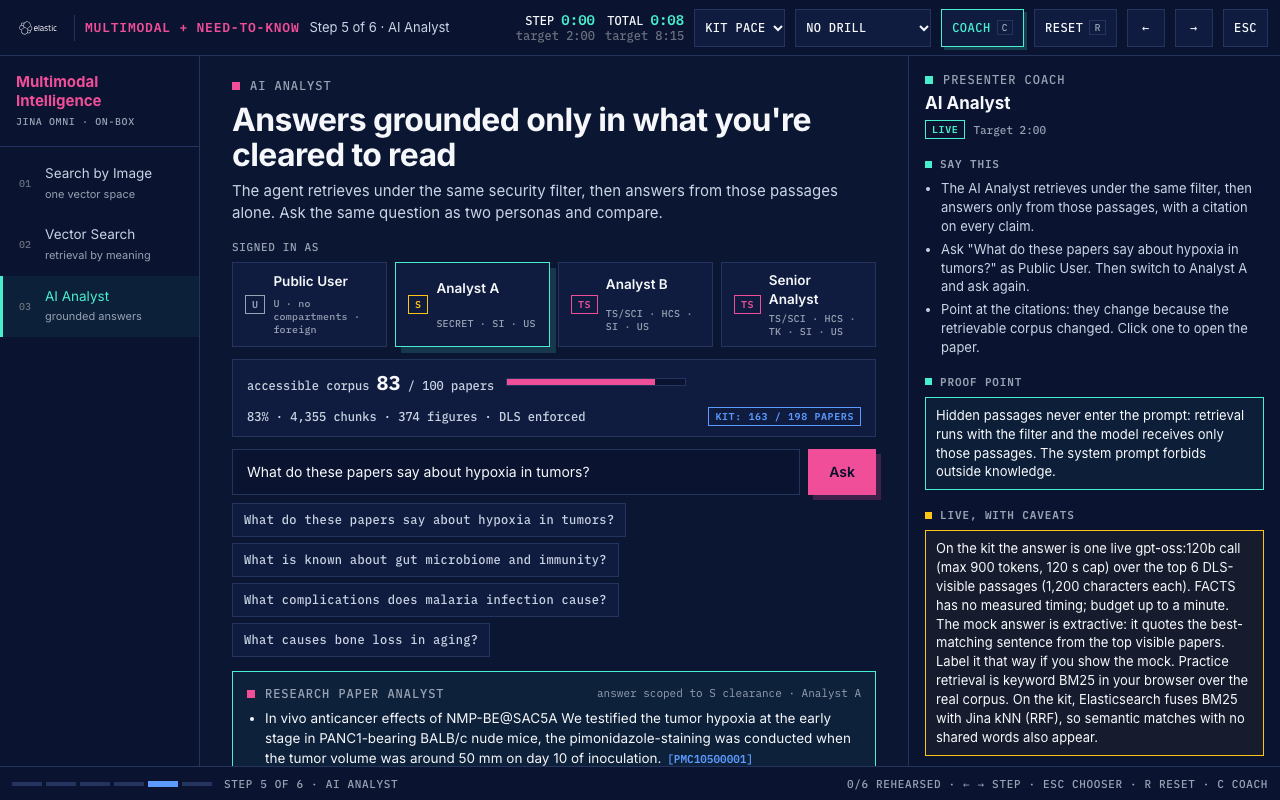 elastic
MULTIMODAL + NEED-TO-KNOW Step 5 of 6 · AI Analyst
STEP 0:00 TOTAL 0:08
target 2:00 target 8:15
KIT PACE
NO DRILL
COACH C
RESET R
←
→
ESC
Multimodal
Intelligence
JINA OMNI · ON-BOX
01 Search by Image
one vector space
02 Vector Search
retrieval by meaning
03 AI Analyst
grounded answers
AI ANALYST
Answers grounded only in what you're
cleared to read
The agent retrieves under the same security filter, then answers from those passages
alone. Ask the same question as two personas and compare.
SIGNED IN AS
U Public User
U · no
compartments ·
foreign
S Analyst A
SECRET · SI · US
TS Analyst B
TS/SCI · HCS ·
SI · US
TS Senior
Analyst
TS/SCI · HCS ·
TK · SI · US
accessible corpus 83 / 100 papers
83% · 4,355 chunks · 374 figures · DLS enforced
KIT: 163 / 198 PAPERS
What do these papers say about hypoxia in tumors?
Ask
What do these papers say about hypoxia in tumors?
What is known about gut microbiome and immunity?
What complications does malaria infection cause?
What causes bone loss in aging?
RESEARCH PAPER ANALYST
answer scoped to S clearance · Analyst A
• In vivo anticancer effects of NMP-BE@SAC5A We testified the tumor hypoxia at the early
stage in PANC1-bearing BALB/c nude mice, the pimonidazole-staining was conducted when
the tumor volume was around 50 mm on day 10 of inoculation. [PMC10500001]
PRESENTER COACH
AI Analyst
LIVE Target 2:00
SAY THIS
• The AI Analyst retrieves under the same filter, then
answers only from those passages, with a citation
on every claim.
• Ask "What do these papers say about hypoxia in
tumors?" as Public User. Then switch to Analyst A
and ask again.
• Point at the citations: they change because the
retrievable corpus changed. Click one to open the
paper.
PROOF POINT
Hidden passages never enter the prompt: retrieval
runs with the filter and the model receives only
those passages. The system prompt forbids
outside knowledge.
LIVE, WITH CAVEATS
On the kit the answer is one live gpt-oss:120b call
(max 900 tokens, 120 s cap) over the top 6 DLS-
visible passages (1,200 characters each). FACTS
has no measured timing; budget up to a minute.
The mock answer is extractive: it quotes the best-
matching sentence from the top visible papers.
Label it that way if you show the mock. Practice
retrieval is keyword BM25 in your browser over the
real corpus. On the kit, Elasticsearch fuses BM25
with Jina kNN (RRF), so semantic matches with no
shared words also appear.
STEP 5 OF 6 · AI ANALYST
0/6 REHEARSED · ← → STEP · ESC CHOOSER · R RESET · C COACH